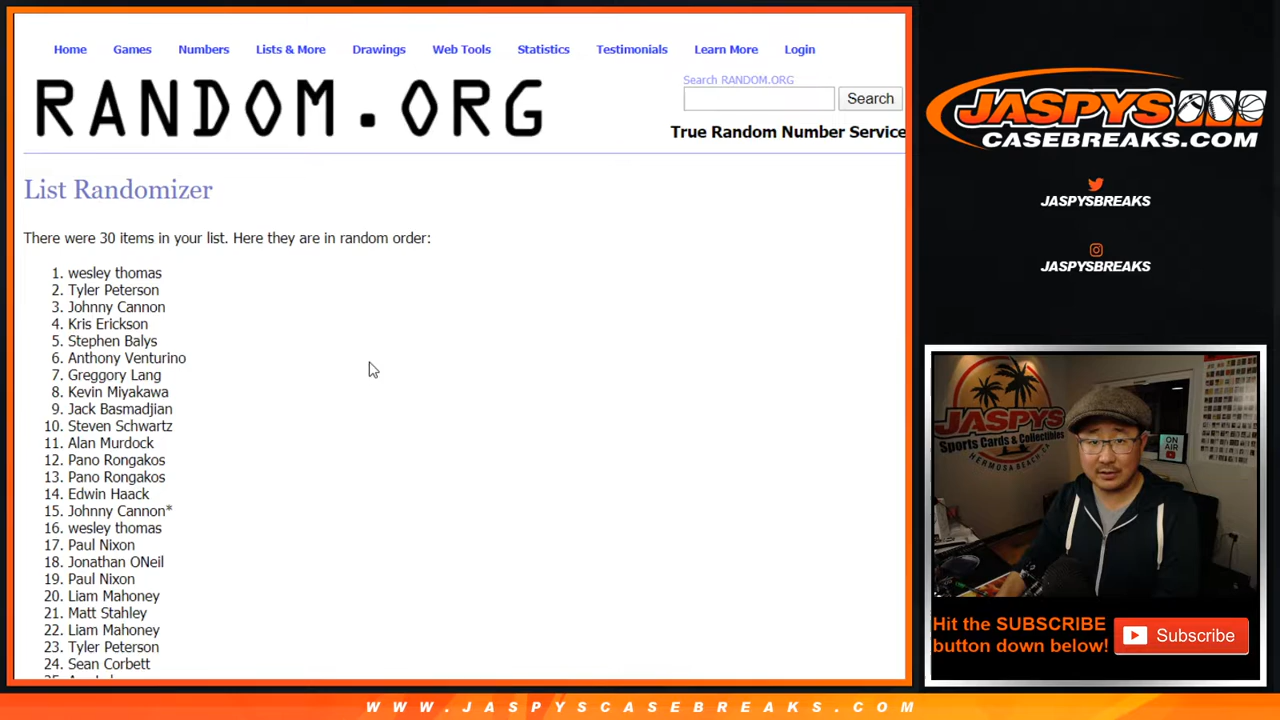 Home Games Numbers Lists & More Drawings Web Tools Statistics Testimonials Learn More Login
RANDOM.ORG
Search RANDOM.ORG
Search
True Random Number Service
List Randomizer
There were 30 items in your list. Here they are in random order:
1. wesley thomas
2. Tyler Peterson
3. Johnny Cannon
4. Kris Erickson
5. Stephen Balys
6. Anthony Venturino
7. Greggory Lang
8. Kevin Miyakawa
9. Jack Basmadjian
10. Steven Schwartz
11. Alan Murdock
12. Pano Rongakos
13. Pano Rongakos
14. Edwin Haack
15. Johnny Cannon*
16. wesley thomas
17. Paul Nixon
18. Jonathan ONeil
19. Paul Nixon
20. Liam Mahoney
21. Matt Stahley
22. Liam Mahoney
23. Tyler Peterson
24. Sean Corbett
JASPYS
CASEBREAKS.COM
JASPYSBREAKS
JASPYSBREAKS
JASPYS
Sports Cards & Collectibles
HERMOSA BEACH, CA
ON AIR
Hit the SUBSCRIBE
button down below!
Subscribe
WWW.JASPYSCASEBREAKS.COM